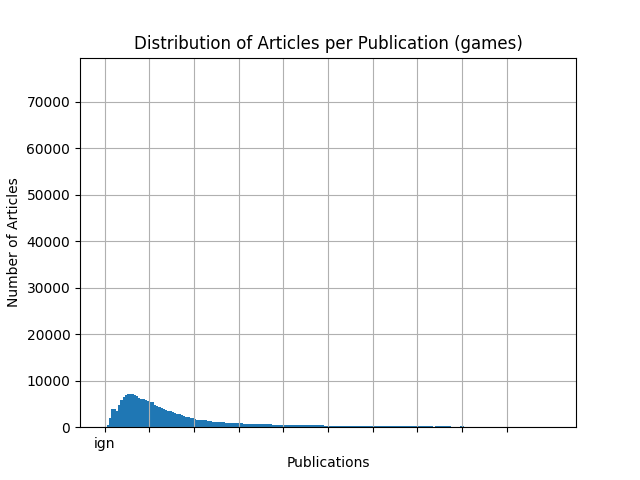 Distribution of Articles per Publication (games)
70000
60000
50000
40000
30000
20000
10000
0
Number of Articles
ign
Publications